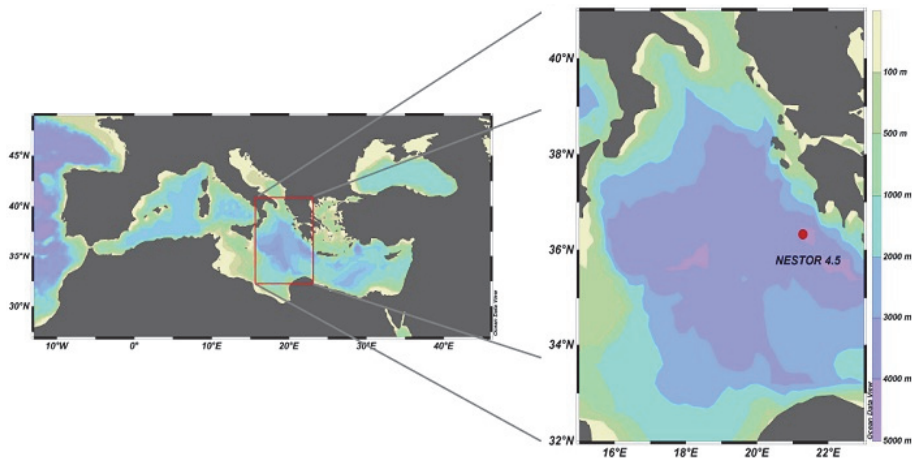 45°N
40°N
35°N
30°N
10°W
0°
10°E
20°E
30°E
40°E
Ocean Data View
40°N
38°N
36°N
34°N
32°N
16°E
18°E
20°E
22°E
NESTOR 4.5
100 m
500 m
1000 m
2000 m
3000 m
4000 m
5000 m
Ocean Data View